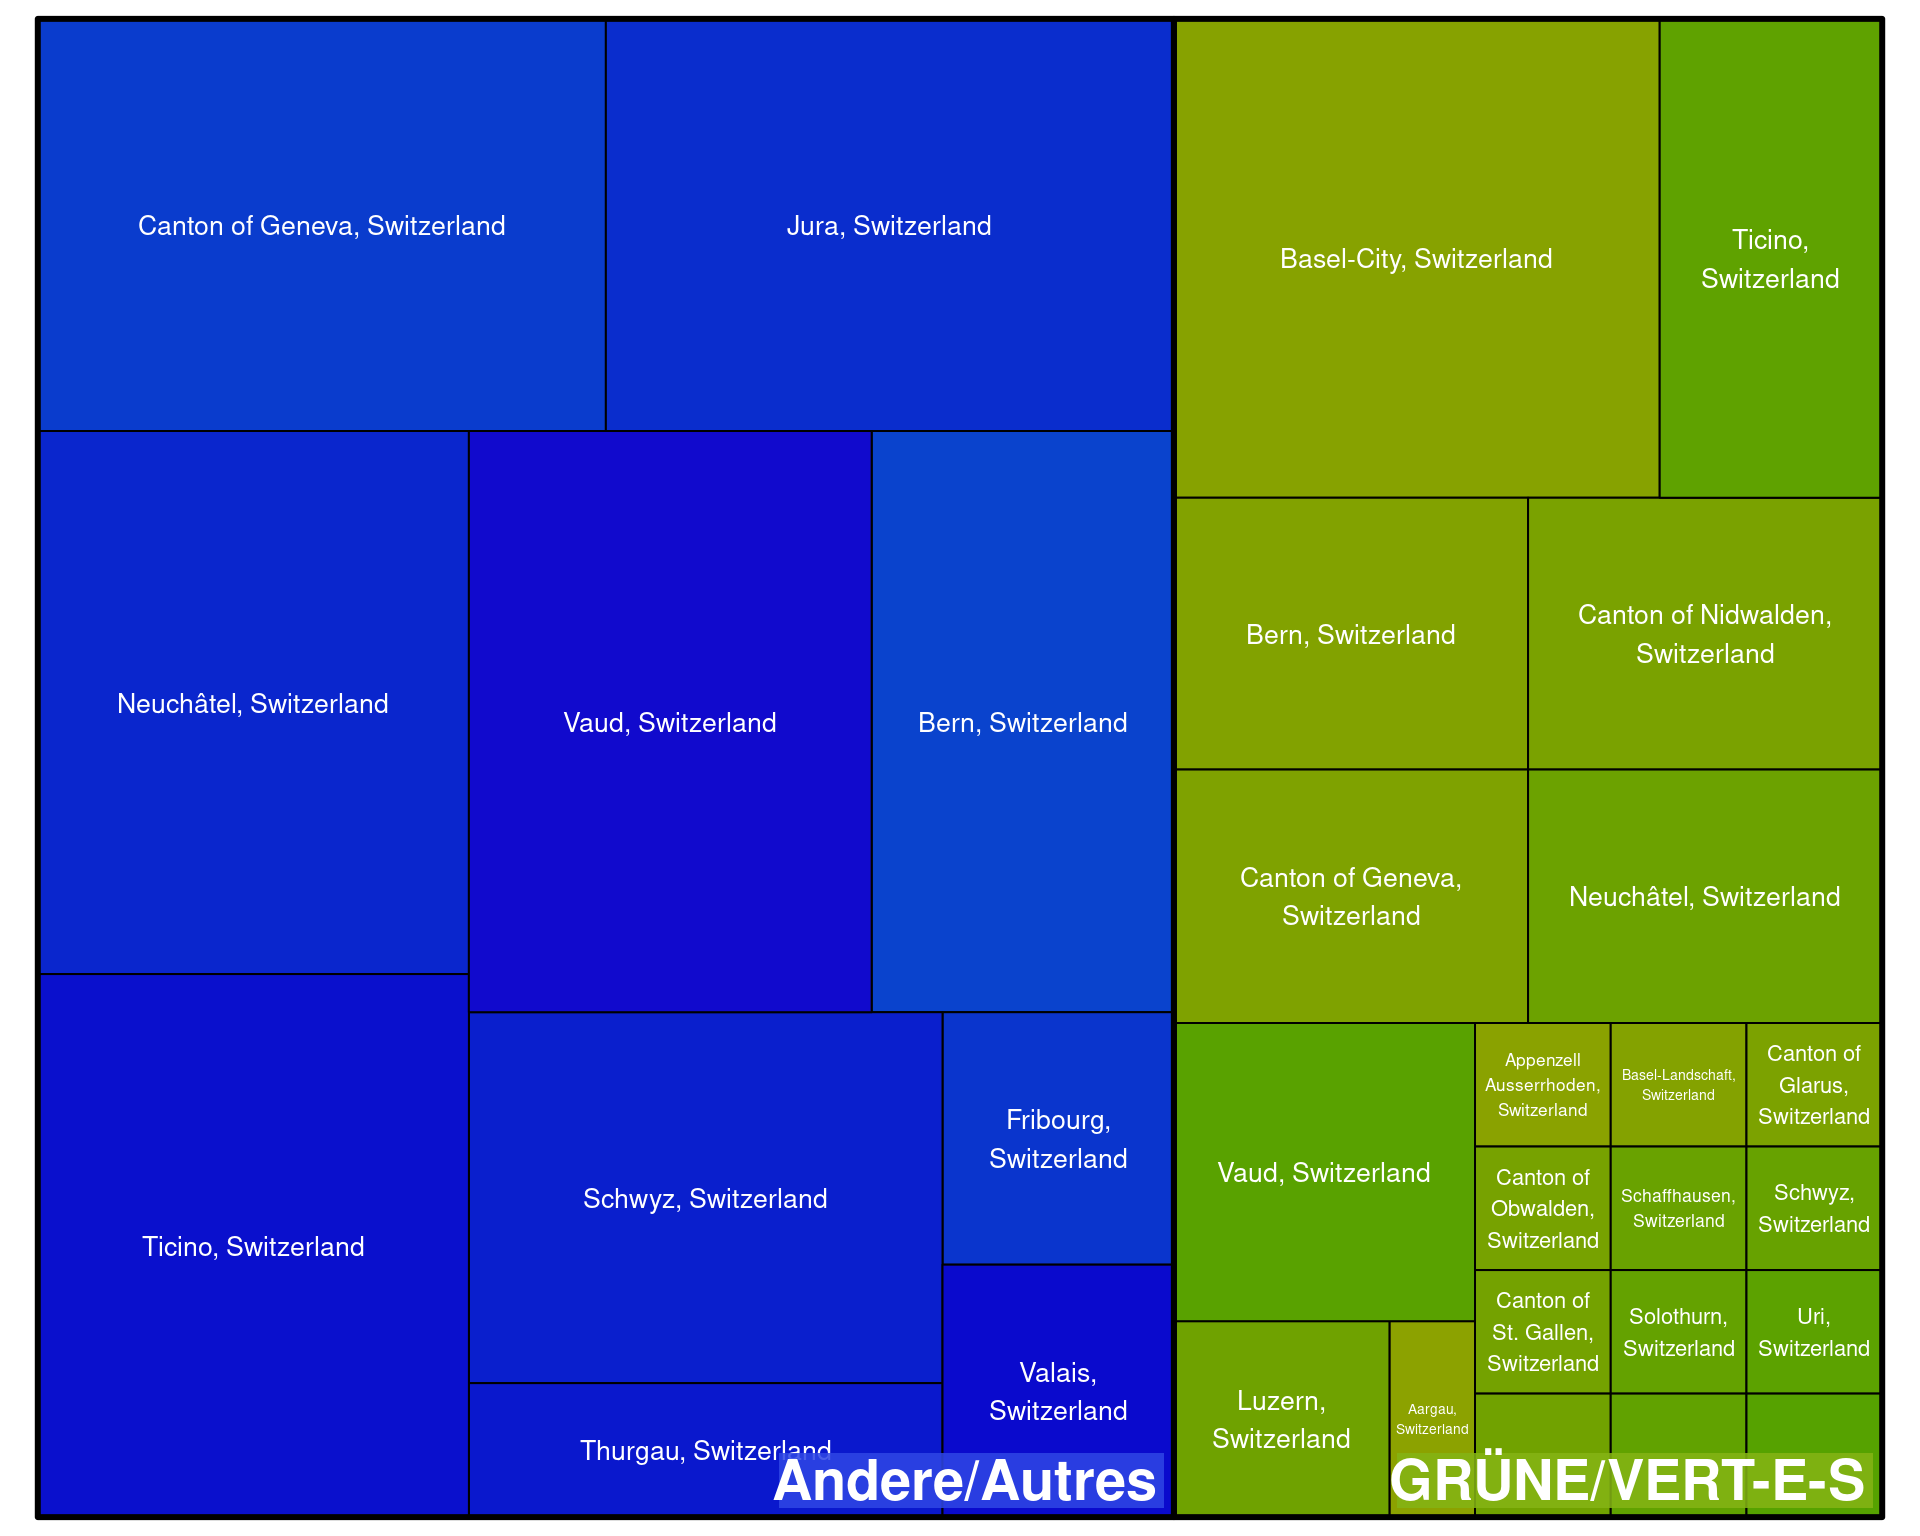 Canton of Geneva, Switzerland
Jura, Switzerland
Neuchâtel, Switzerland
Vaud, Switzerland
Bern, Switzerland
Ticino, Switzerland
Schwyz, Switzerland
Fribourg,
Switzerland
Thurgau, Switzerland
Valais,
Switzerland
Andere/Autres
Basel-City, Switzerland
Ticino,
Switzerland
Bern, Switzerland
Canton of Nidwalden,
Switzerland
Canton of Geneva,
Switzerland
Neuchâtel, Switzerland
Vaud, Switzerland
Appenzell
Ausserrhoden,
Switzerland
Basel-Landschaft,
Switzerland
Canton of
Glarus,
Switzerland
Canton of
Obwalden,
Switzerland
Schaffhausen,
Switzerland
Schwyz,
Switzerland
Canton of
St. Gallen,
Switzerland
Solothurn,
Switzerland
Uri,
Switzerland
Luzern,
Switzerland
Aargau,
Switzerland
GRÜNE/VERT-E-S